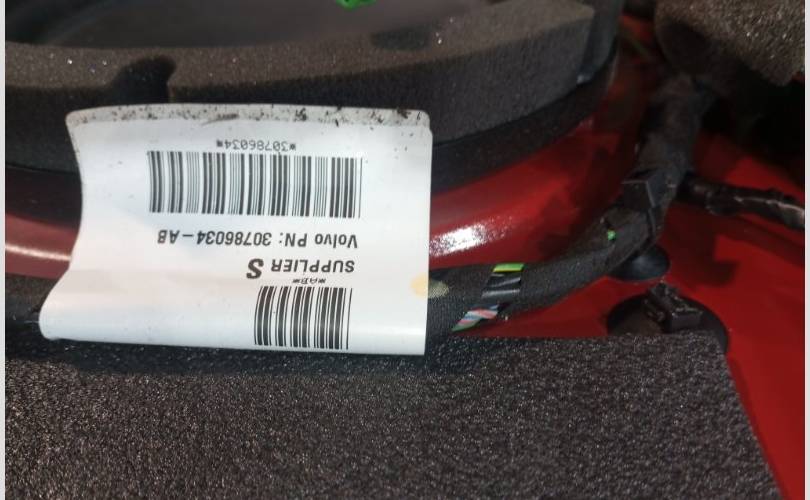 *AB*
SUPPLIER S
Volvo PN: 30786034-AB
*30786034*